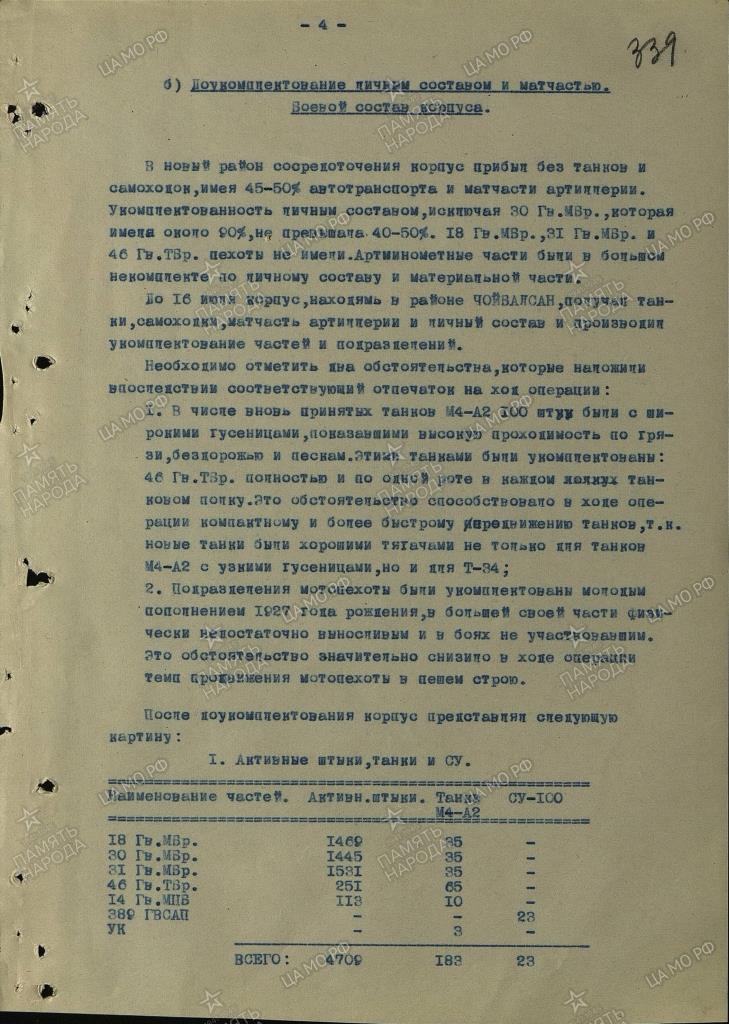 - 4 -
339
б) Доукомплектование личным составом и матчастью.
Боевой состав корпуса.
В новый район сосредоточения корпус прибыл без танков и
самоходок,имея 45-50% автотранспорта и матчасти артиллерии.
Укомплектованность личным составом,исключая 30 Гв.МБр.,которая
имела около 90%,не превышала 40-50%. 18 Гв.МБр.,31 Гв.МБр. и
46 Гв.ТБр. пехоты не имели.Артминометные части были в большом
некомплекте по личному составу и материальной части.
До 16 июля корпус,находямь в районе ЧОЙБАЛСАН,получал тан-
ки,самоходки,матчасть артиллерии и личный состав и производил
укомплектование частей и подразделений.
Необходимо отметить два обстоятельства,которые наложили
впоследствии соответствующий отпечаток на ход операции:
I. В числе вновь принятых танков М4-А2 100 штук были с ши-
рокими гусеницами,показавшими высокую проходимость по гря-
зи,бездорожью и пескам.Этими танками были укомплектованы:
46 Гв.ТБр. полностью и по одной роте в каждом тан-
ковом полку.Это обстоятельство способствовало в ходе опе-
рации компактному и более быстрому передвижению танков,т.к.
новые танки были хорошими тягачами не только для танков
М4-А2 с узкими гусеницами,но и для Т-34;
2. Подразделения мотопехоты были укомплектованы молодым
пополнением 1927 года рождения,в большей своей части физи-
чески недостаточно выносливым и в боях не участвовавшим.
Это обстоятельство значительно снизило в ходе операции
темп продвижения мотопехоты в пешем строю.
После доукомплектования корпус представлял следующую
картину:
I. Активные штыки,танки и СУ.
Наименование частей. Активн.штыки. Танки СУ-100
М4-А2
18 Гв.МБр. 1469 35 -
30 Гв.МБр. 1445 35 -
31 Гв.МБр. 1531 35 -
46 Гв.ТБр. 251 65 -
14 Гв.МЦБ 113 10 -
389 ГВСАП - - 23
УК - 3 -
ВСЕГО: 4709 183 23
ПАМЯТЬ НАРОДА
ЦАМО.РФ